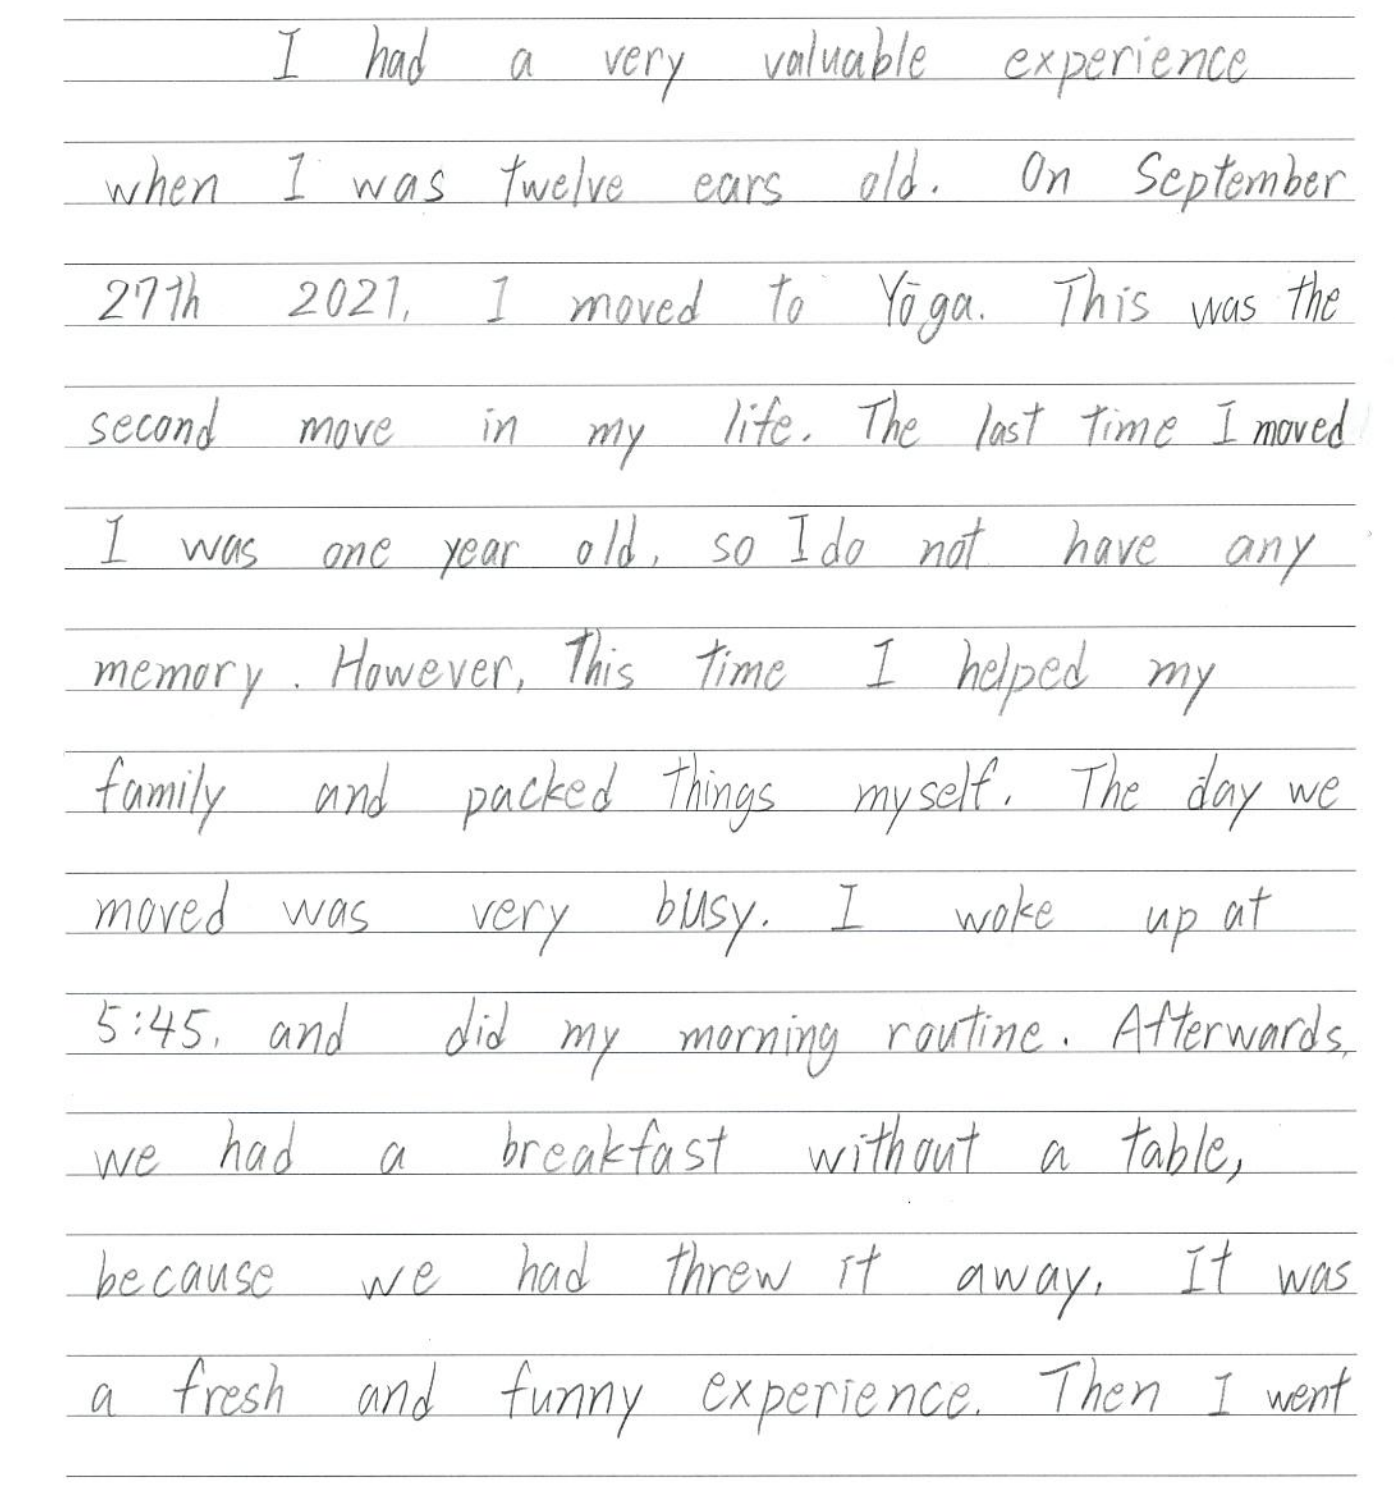 I had a very valuable experience
when I was twelve ears old. On September
27th 2021, I moved to Yōga. This was the
second move in my life. The last time I moved
I was one year old, so I do not have any
memory. However, This time I helped my
family and packed things myself. The day we
moved was very busy. I woke up at
5:45, and did my morning routine. Afterwards,
we had a breakfast without a table,
because we had threw it away. It was
a fresh and funny experience. Then I went